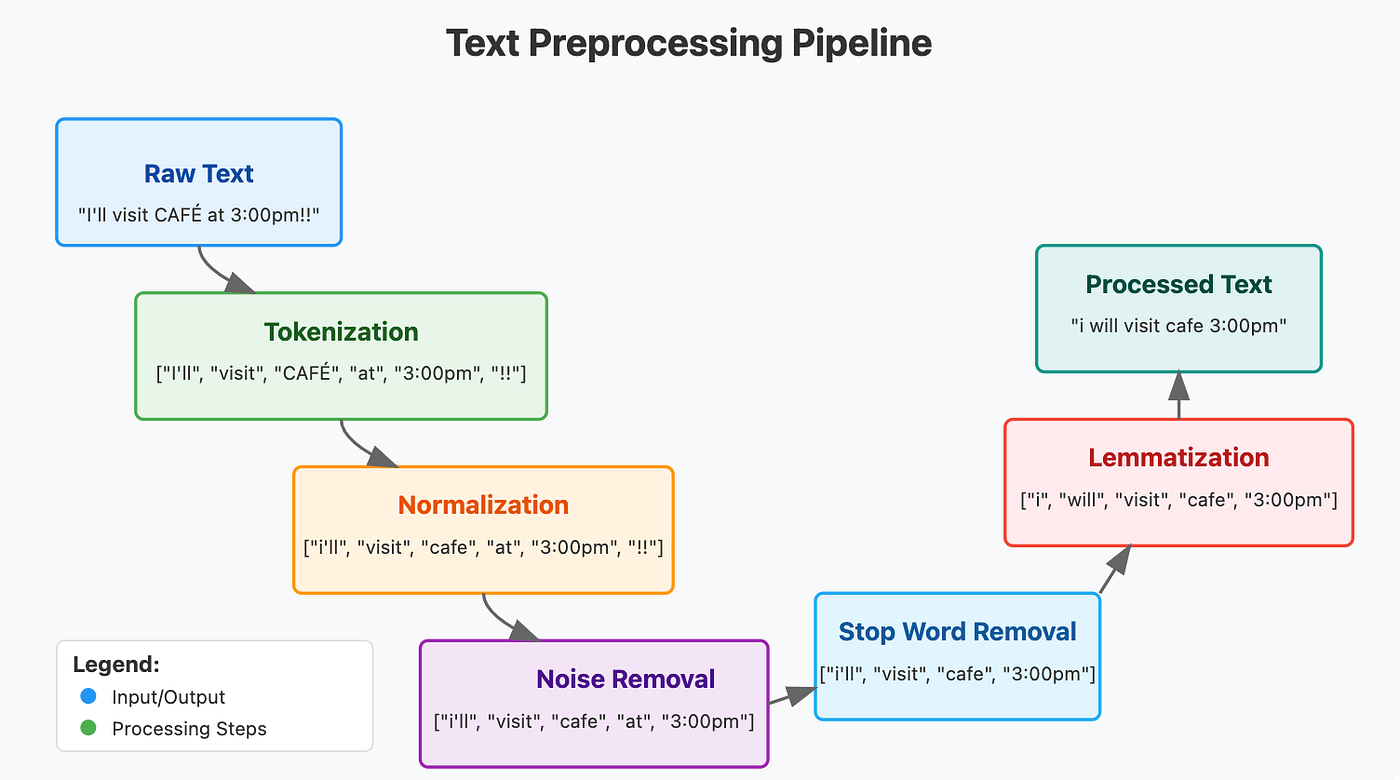 Text Preprocessing Pipeline
Raw Text
"I'll visit CAFÉ at 3:00pm!!"
Tokenization
["I'll", "visit", "CAFÉ", "at", "3:00pm", "!!"]
Normalization
["i'll", "visit", "cafe", "at", "3:00pm", "!!"]
Noise Removal
["i'll", "visit", "cafe", "at", "3:00pm"]
Stop Word Removal
["i'll", "visit", "cafe", "3:00pm"]
Lemmatization
["i", "will", "visit", "cafe", "3:00pm"]
Processed Text
"i will visit cafe 3:00pm"
Legend:
Input/Output
Processing Steps